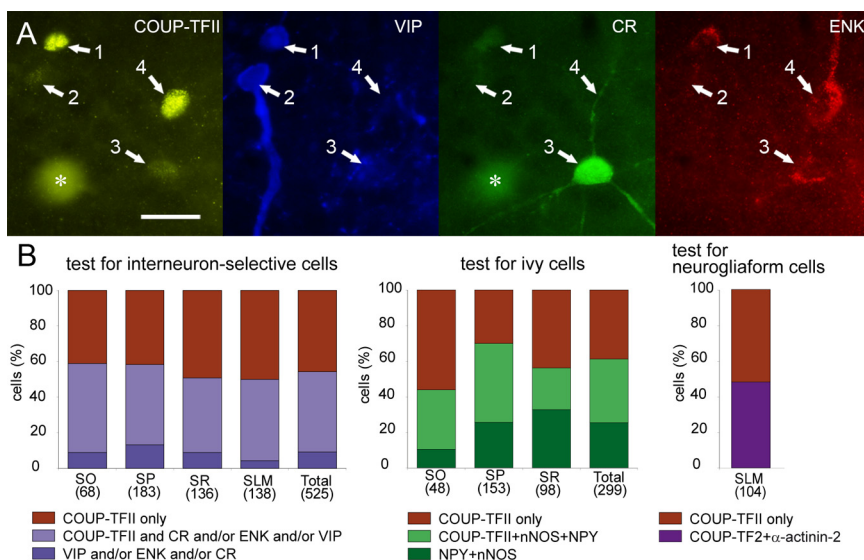 A
COUP-TFII
VIP
CR
ENK
1
2
3
4
*
1
2
3
4
*
1
2
3
4
1
2
3
4
B
test for interneuron-selective cells
cells (%)
100
80
60
40
20
0
SO SP SR SLM Total
(68) (183) (136) (138) (525)
COUP-TFII only
COUP-TFII and CR and/or ENK and/or VIP
VIP and/or ENK and/or CR
test for ivy cells
cells (%)
100
80
60
40
20
0
SO SP SR Total
(48) (153) (98) (299)
COUP-TFII only
COUP-TFII+nNOS+NPY
NPY+nNOS
test for
neurogliaform cells
cells (%)
100
80
60
40
20
0
SLM
(104)
COUP-TFII only
COUP-TF2+α-actinin-2